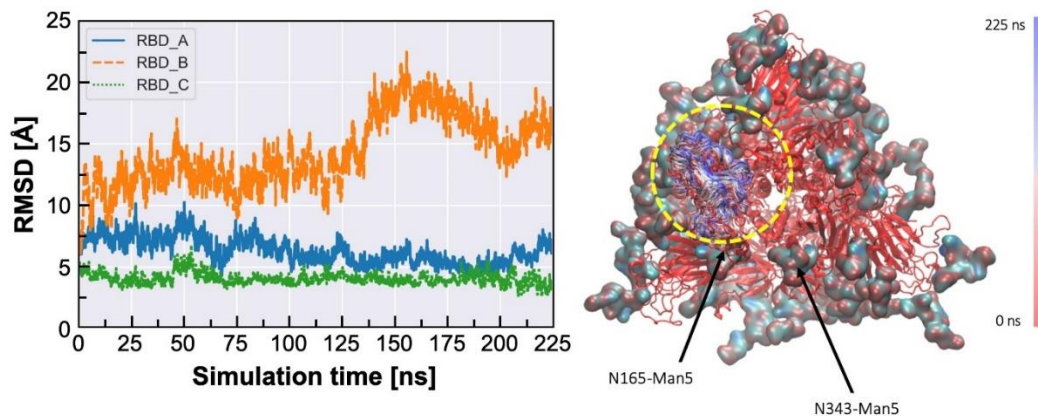 25
20
15
10
5
0
RMSD [Å]
RBD_A
RBD_B
RBD_C
0 25 50 75 100 125 150 175 200 225
Simulation time [ns]
225 ns
0 ns
N165-Man5
N343-Man5